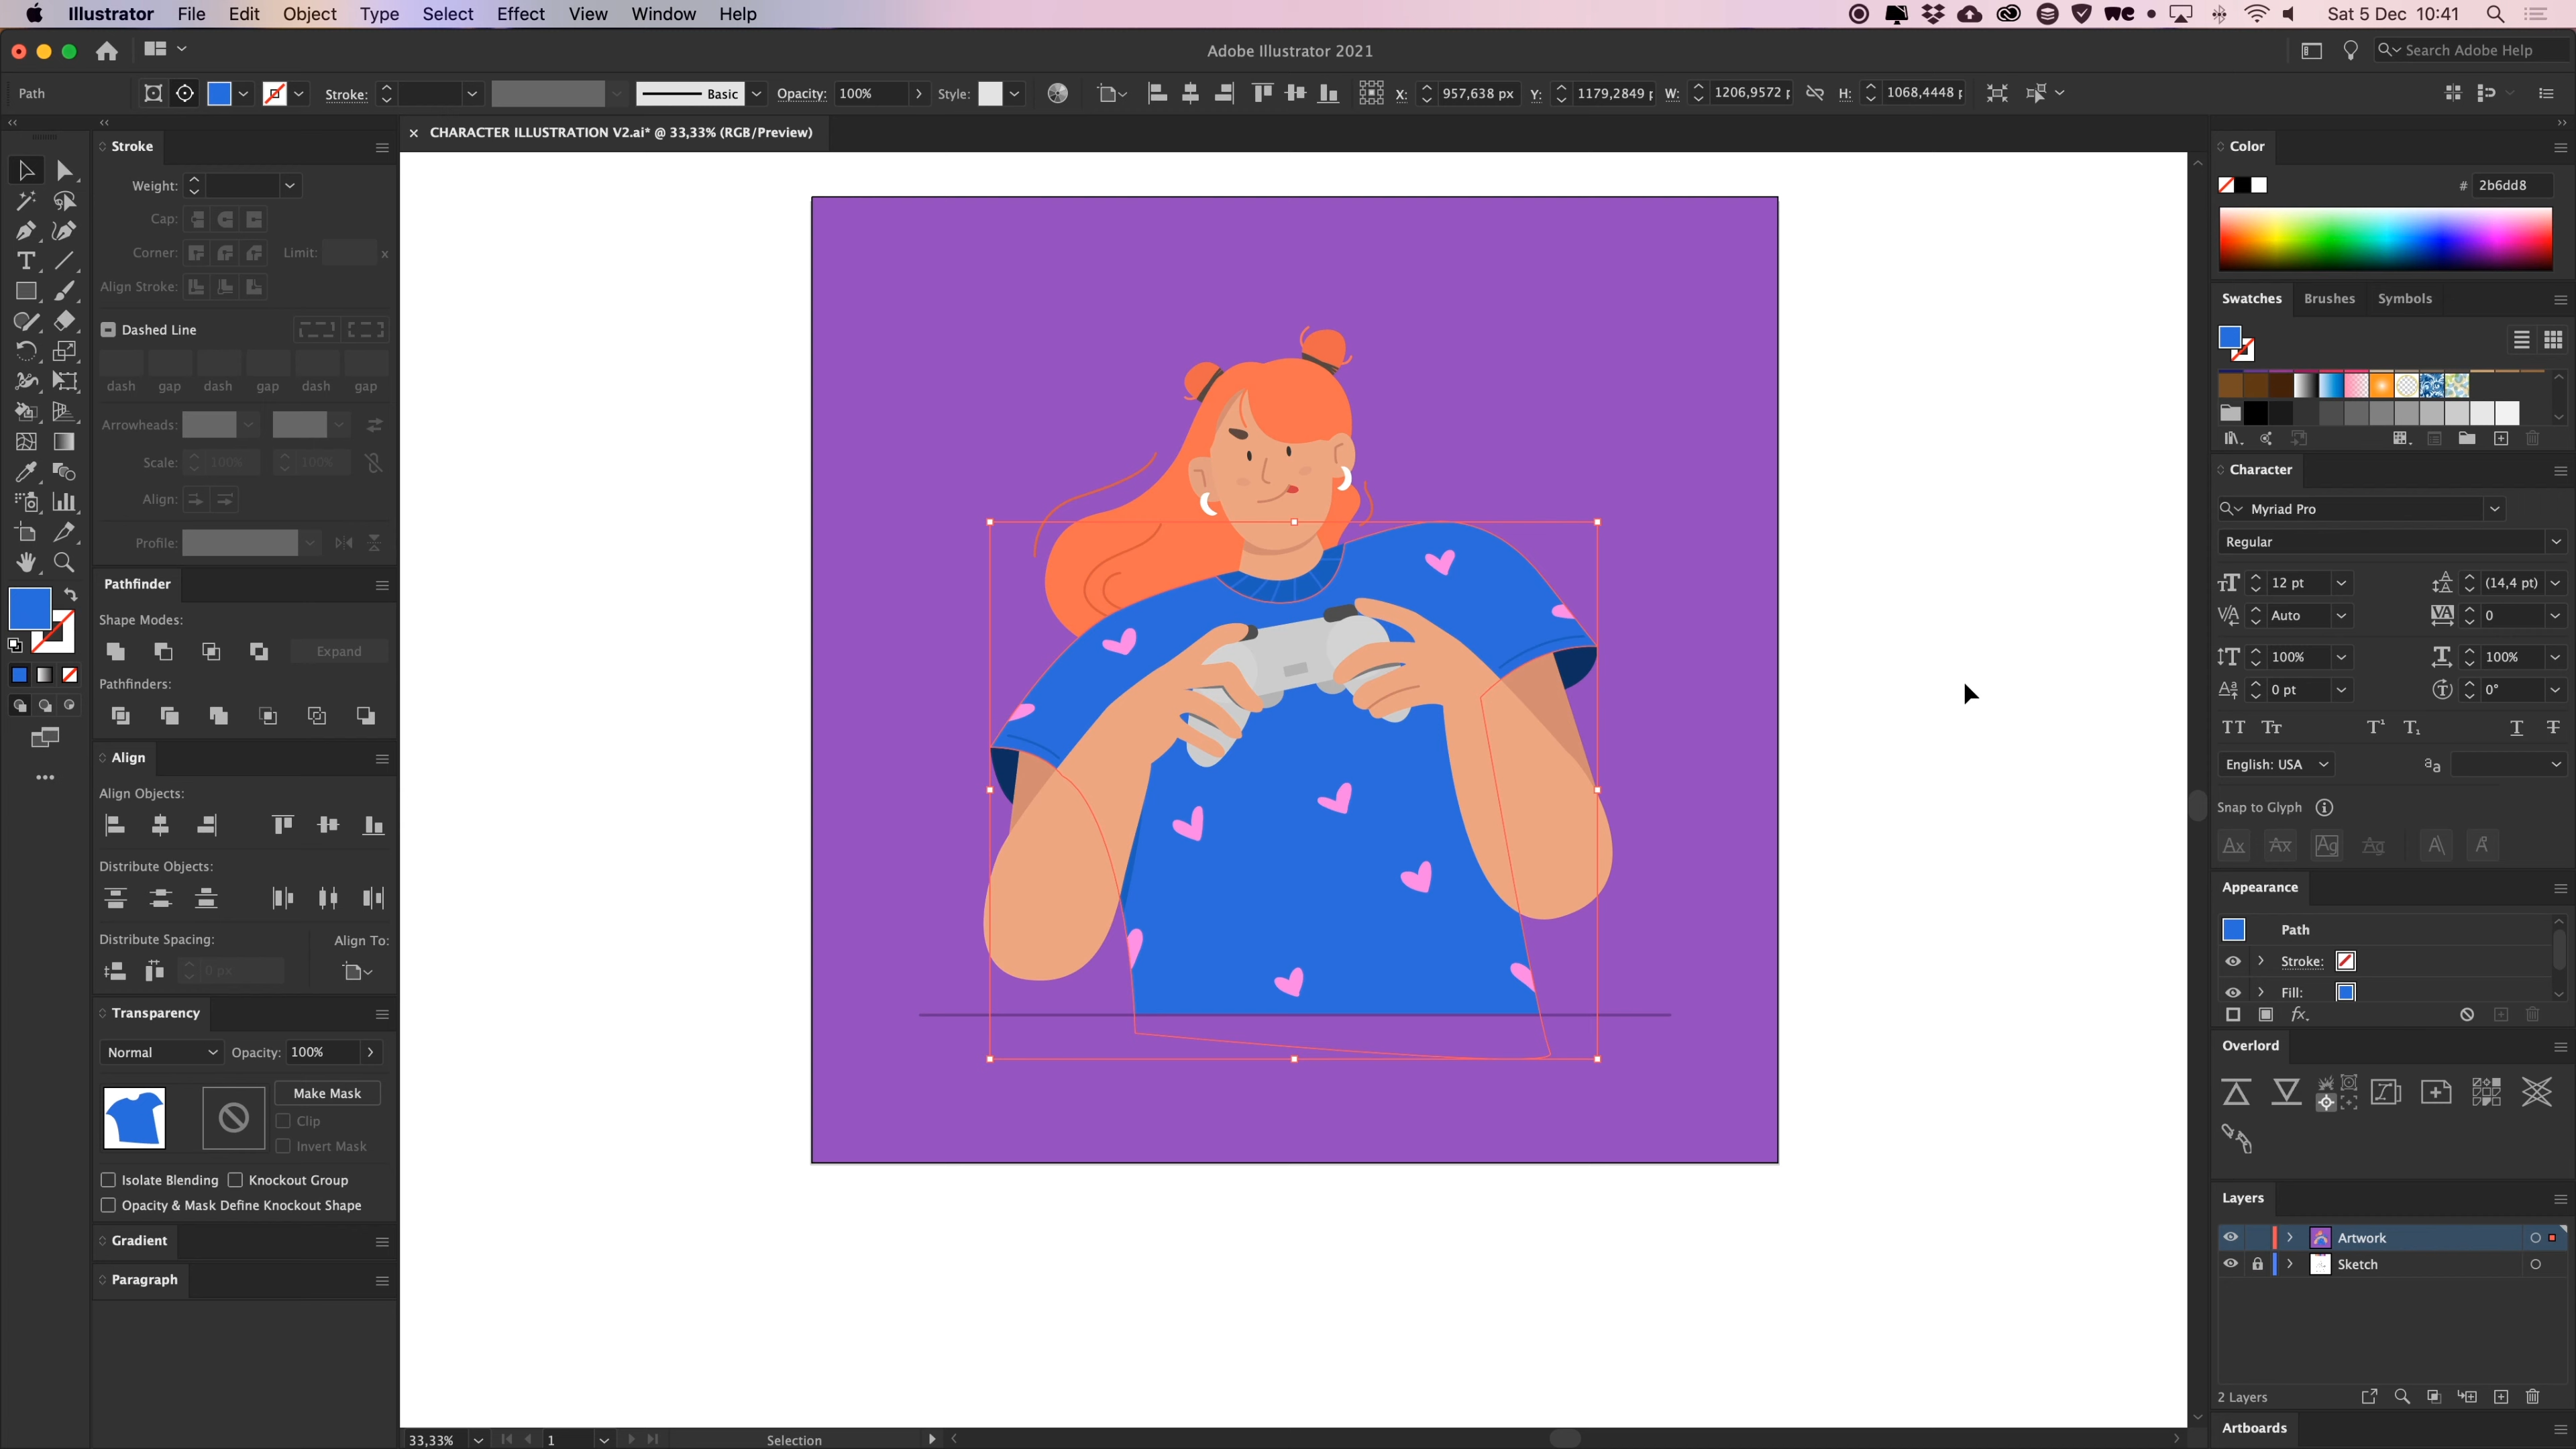 Illustrator File Edit Object Type Select Effect View Window Help
Sat 5 Dec 10:41
Adobe Illustrator 2021
Search Adobe Help
Path
Stroke:
Basic
Opacity: 100%
Style:
X: 957,638 px
Y: 1179,2849
W: 1206,9572
H: 1068,4448
× CHARACTER ILLUSTRATION V2.ai* @ 33,33% (RGB/Preview)
Stroke
Weight:
Cap:
Corner:
Limit:
x
Align Stroke:
Dashed Line
dash gap dash gap dash gap
Arrowheads:
Scale: 100% 100%
Align:
Profile:
Pathfinder
Shape Modes:
Expand
Pathfinders:
Align
Align Objects:
Distribute Objects:
Distribute Spacing:
Align To:
0 px
Transparency
Normal
Opacity: 100%
Make Mask
Clip
Invert Mask
Isolate Blending
Knockout Group
Opacity & Mask Define Knockout Shape
Gradient
Paragraph
33,33%
1
Selection
Color
# 2b6dd8
Swatches Brushes Symbols
Character
Myriad Pro
Regular
12 pt
(14,4 pt)
Auto
0
100%
100%
0 pt
0°
English: USA
Snap to Glyph
Appearance
Path
Stroke:
Fill:
fx.
Overlord
Layers
Artwork
Sketch
2 Layers
Artboards